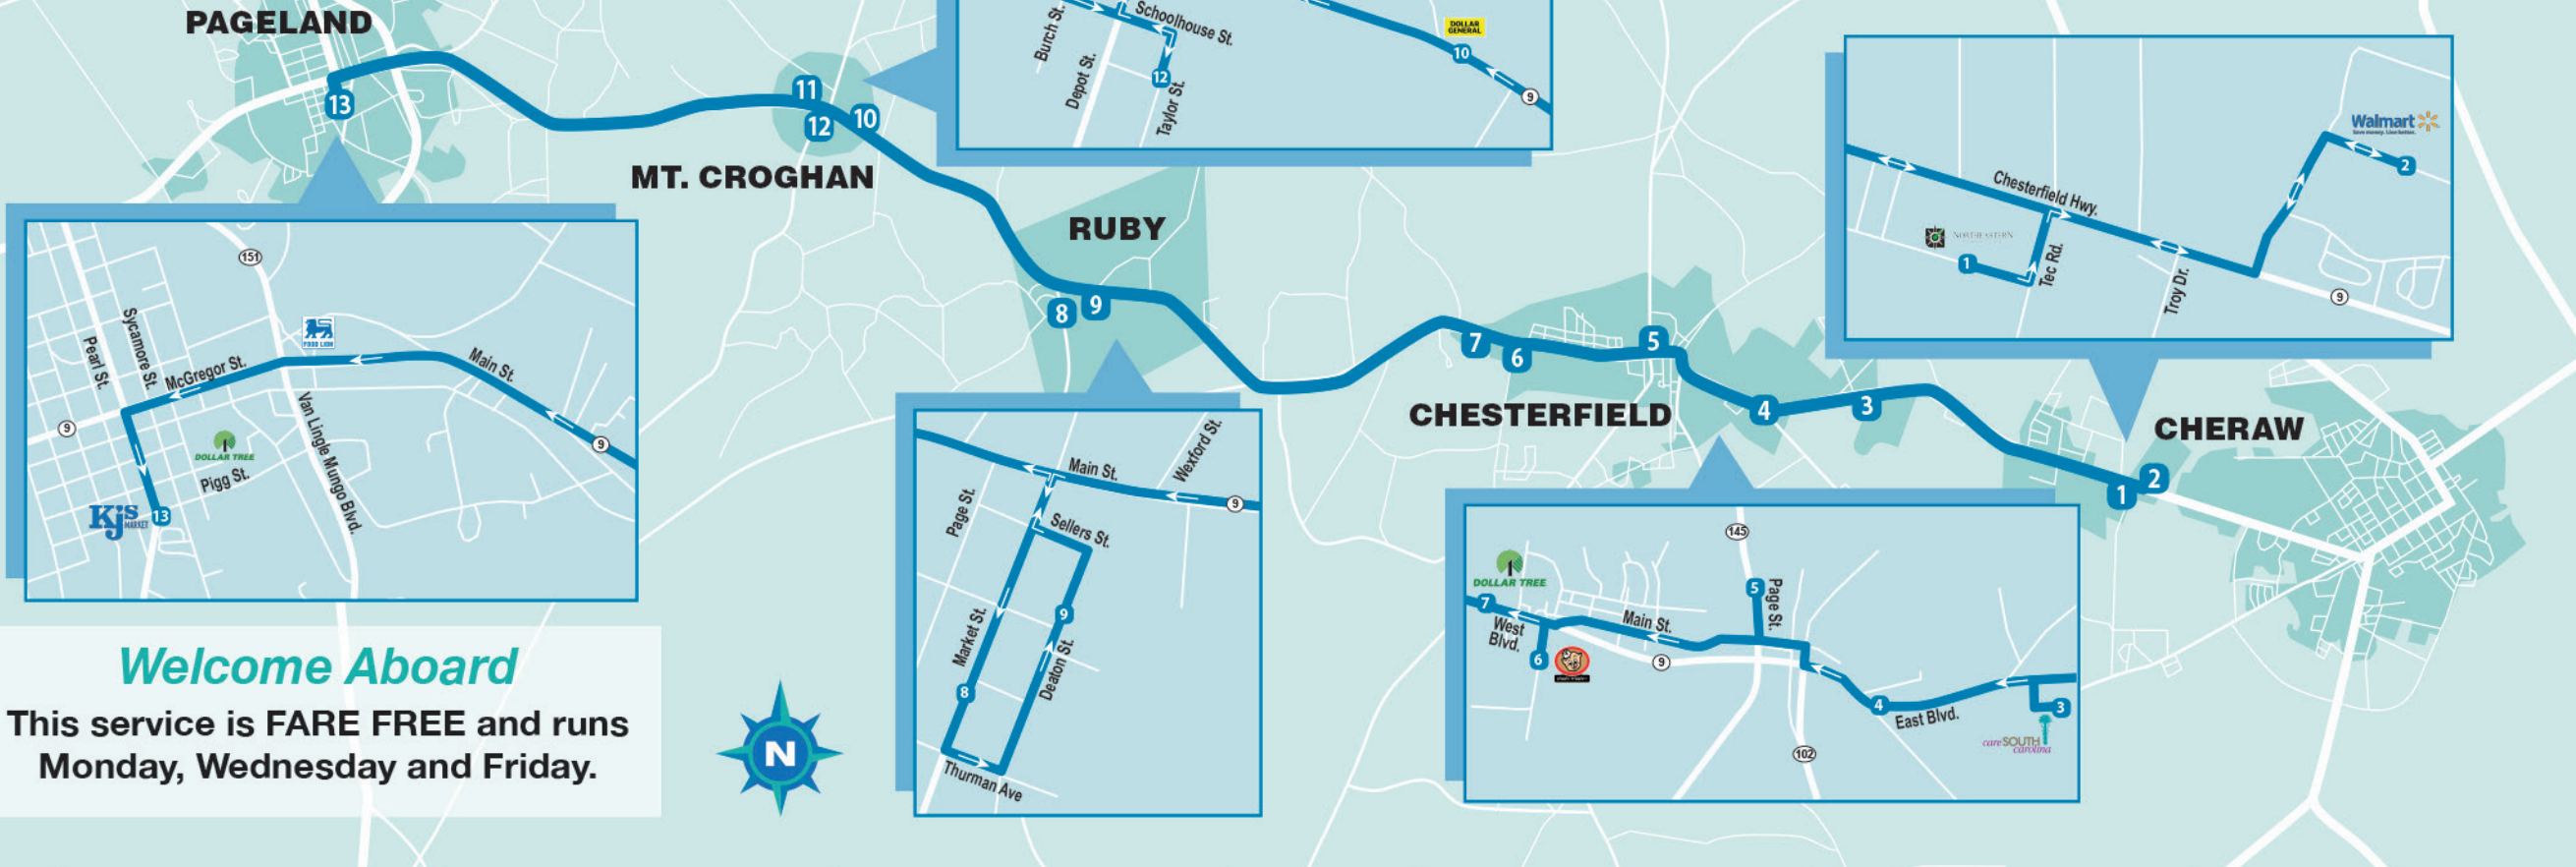 PAGELAND
13
11
12
10
MT. CROGHAN
RUBY
8
9
7
6
5
CHESTERFIELD
4
3
CHERAW
1
2
Burch St.
Schoolhouse St.
Depot St.
12
Taylor St.
DOLLAR
GENERAL
10
9
Walmart
Save money. Live better.
2
Chesterfield Hwy.
NORTHEASTERN
1
Tec Rd.
Troy Dr.
9
151
Sycamore St.
Pearl St.
FOOD LION
McGregor St.
Main St.
9
9
Van Lingle Mungo Blvd.
DOLLAR TREE
Pigg St.
KJ's
MARKET
13
Main St.
Wexford St.
9
Page St.
Sellers St.
Market St.
9
Deaton St.
8
Thurman Ave
145
DOLLAR TREE
7
5
Page St.
West
Blvd.
Main St.
6
9
4
East Blvd.
3
careSOUTH
carolina
102
Welcome Aboard
This service is FARE FREE and runs
Monday, Wednesday and Friday.
N